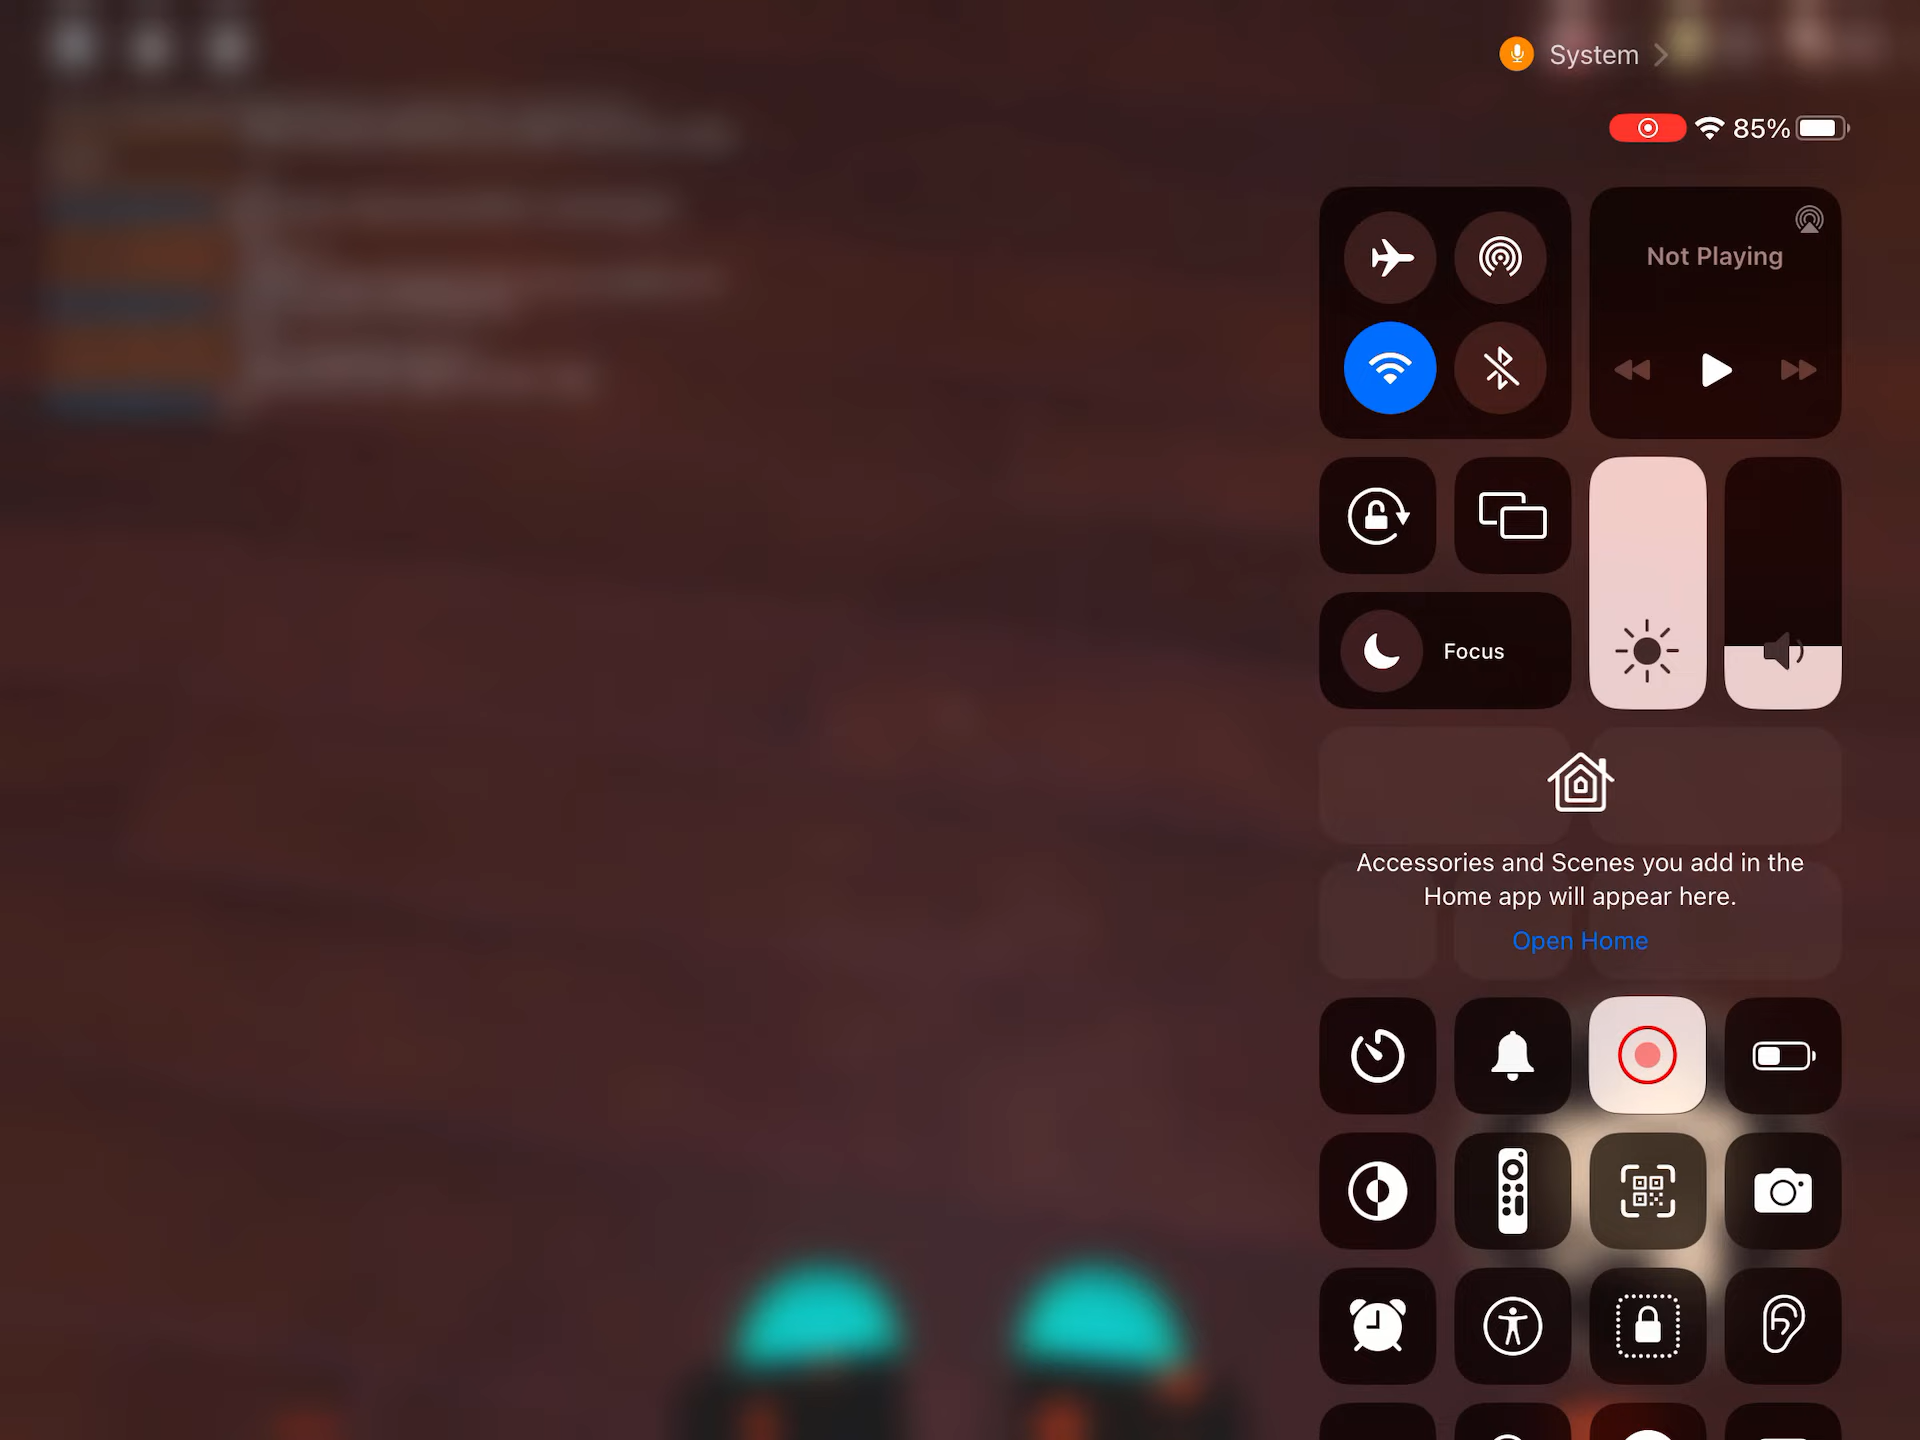 System
85%
Not Playing
Focus
Accessories and Scenes you add in the
Home app will appear here.
Open Home